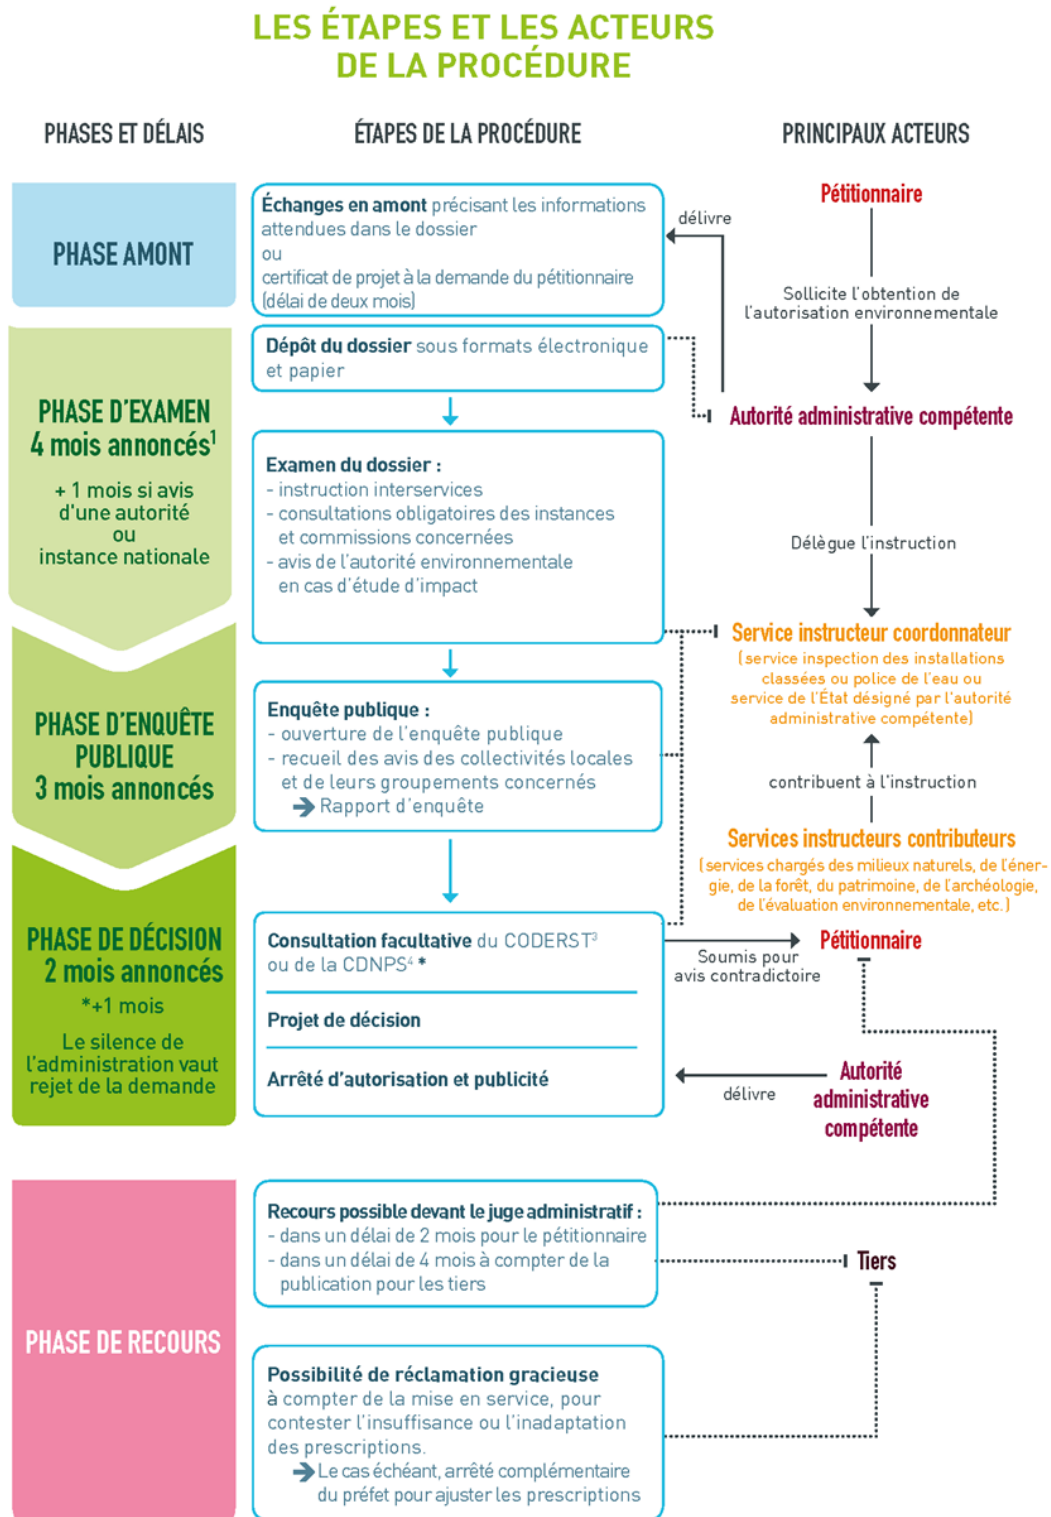 LES ÉTAPES ET LES ACTEURS
DE LA PROCÉDURE
PHASES ET DÉLAIS
ÉTAPES DE LA PROCÉDURE
PRINCIPAUX ACTEURS
PHASE AMONT
Échanges en amont précisant les informations
attendues dans le dossier
ou
certificat de projet à la demande du pétitionnaire
(délai de deux mois)
délivre
Pétitionnaire
Sollicite l'obtention de
l'autorisation environnementale
Dépôt du dossier sous formats électronique
et papier
Autorité administrative compétente
PHASE D'EXAMEN
4 mois annoncés¹
+ 1 mois si avis
d'une autorité
ou
instance nationale
Examen du dossier :
- instruction interservices
- consultations obligatoires des instances
et commissions concernées
- avis de l'autorité environnementale
en cas d'étude d'impact
Délègue l'instruction
Service instructeur coordonnateur
(service inspection des installations
classées ou police de l'eau ou
service de l'État désigné par l'autorité
administrative compétente)
PHASE D'ENQUÊTE
PUBLIQUE
3 mois annoncés
Enquête publique :
- ouverture de l'enquête publique
- recueil des avis des collectivités locales
et de leurs groupements concernés
➔ Rapport d'enquête
contribuent à l'instruction
Services instructeurs contributeurs
(services chargés des milieux naturels, de l'éner-
gie, de la forêt, du patrimoine, de l'archéologie,
de l'évaluation environnementale, etc.)
PHASE DE DÉCISION
2 mois annoncés
*+1 mois
Le silence de
l'administration vaut
rejet de la demande
Consultation facultative du CODERST³
ou de la CDNPS⁴ *
Projet de décision
Arrêté d'autorisation et publicité
Soumis pour
avis contradictoire
Pétitionnaire
délivre
Autorité
administrative
compétente
PHASE DE RECOURS
Recours possible devant le juge administratif :
- dans un délai de 2 mois pour le pétitionnaire
- dans un délai de 4 mois à compter de la
publication pour les tiers
Tiers
Possibilité de réclamation gracieuse
à compter de la mise en service, pour
contester l'insuffisance ou l'inadaptation
des prescriptions.
➔ Le cas échéant, arrêté complémentaire
du préfet pour ajuster les prescriptions